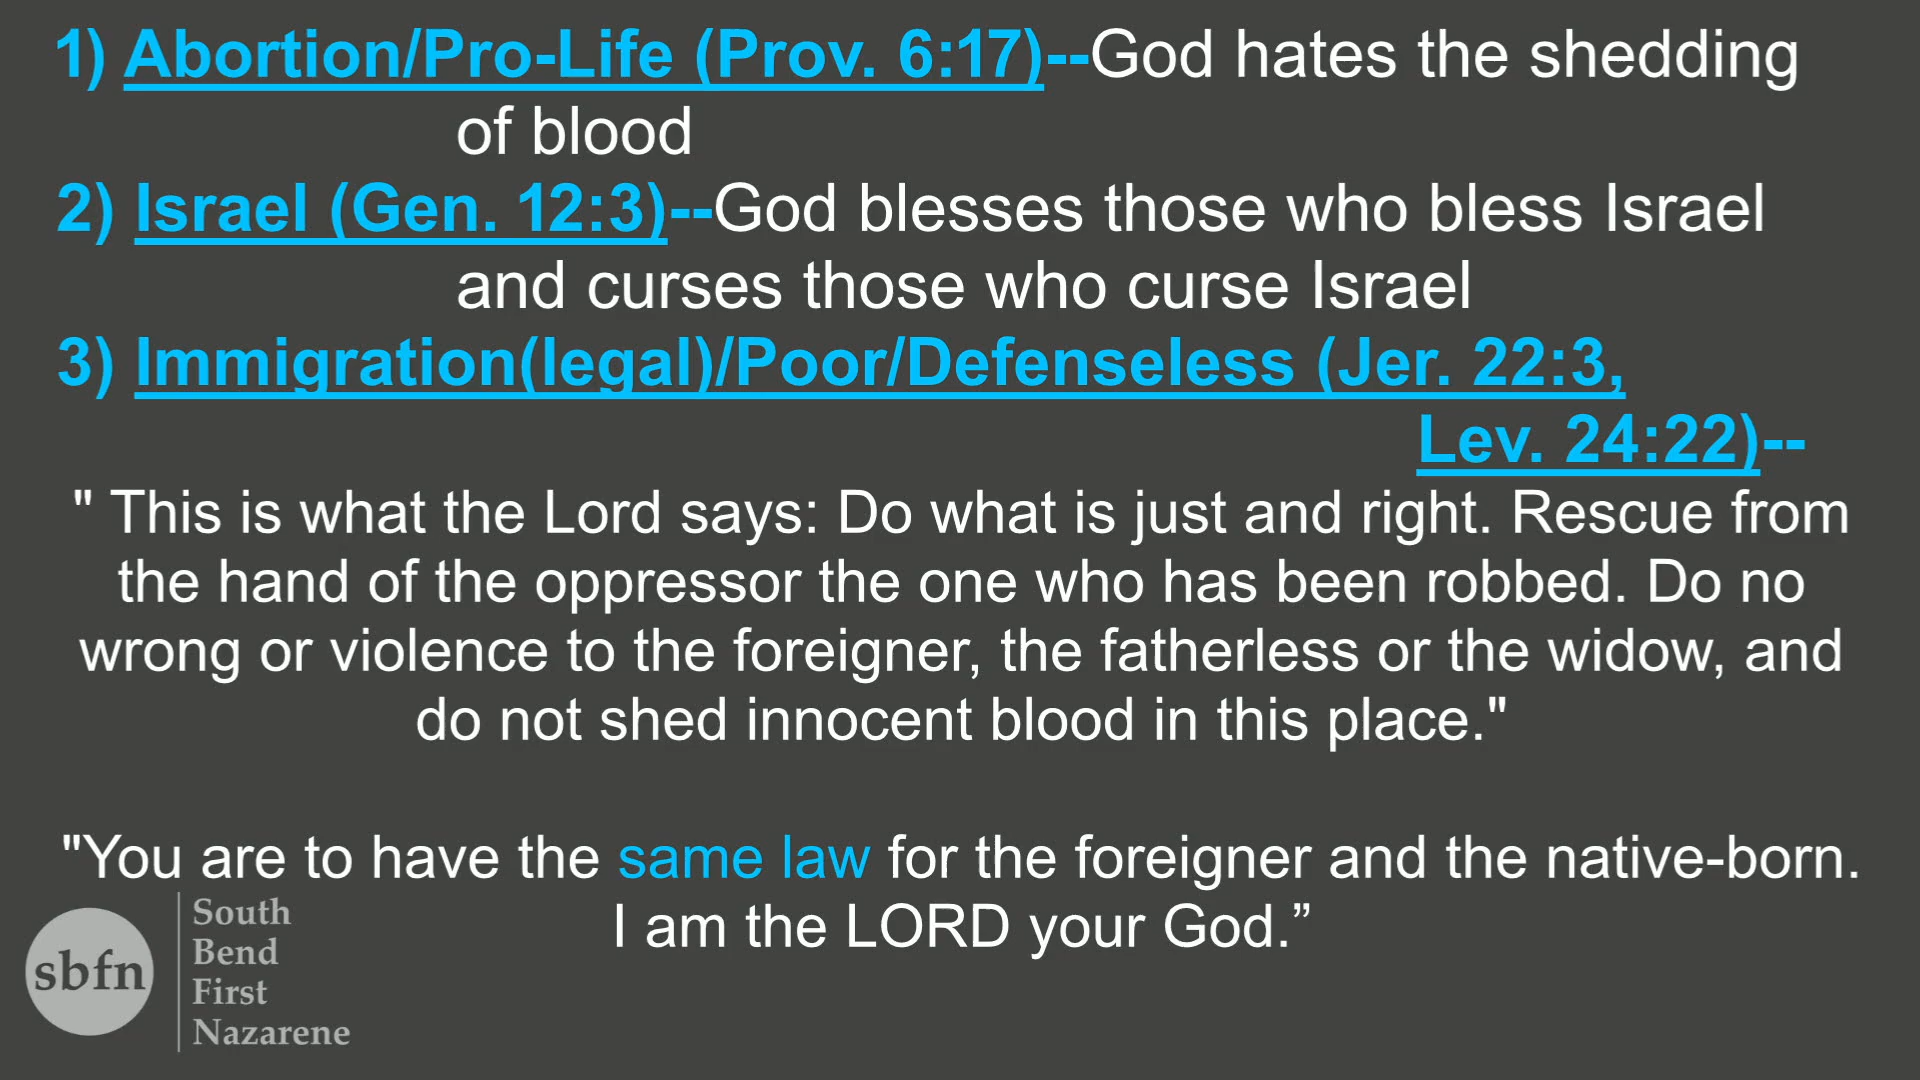 1) Abortion/Pro-Life (Prov. 6:17)--God hates the shedding
of blood
2) Israel (Gen. 12:3)--God blesses those who bless Israel
and curses those who curse Israel
3) Immigration(legal)/Poor/Defenseless (Jer. 22:3,
Lev. 24:22)--
" This is what the Lord says: Do what is just and right. Rescue from
the hand of the oppressor the one who has been robbed. Do no
wrong or violence to the foreigner, the fatherless or the widow, and
do not shed innocent blood in this place."
"You are to have the same law for the foreigner and the native-born.
I am the LORD your God.”
sbfn
South
Bend
First
Nazarene